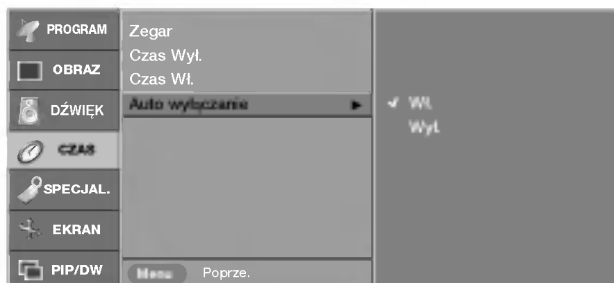 PROGRAM
OBRAZ
DŹWIĘK
CZAS
SPECJAL.
EKRAN
PIP/DW
Zegar
Czas Wył.
Czas Wł.
Auto wyłączanie
Menu Poprze.
Wł.
Wył.